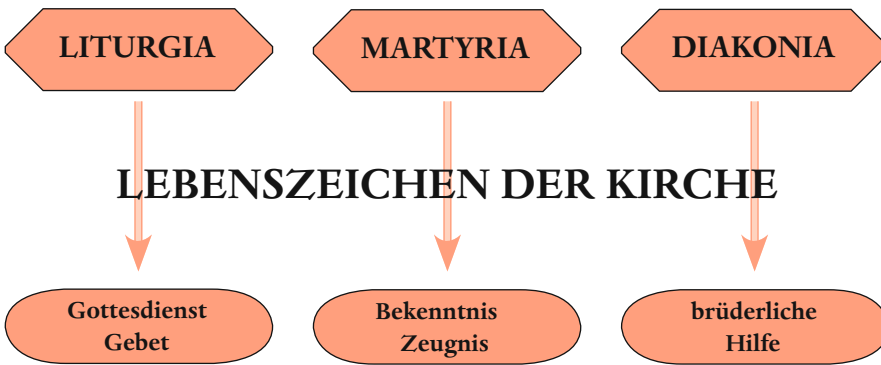 LITURGIA
MARTYRIA
DIAKONIA
LEBENSZEICHEN DER KIRCHE
Gottesdienst
Gebet
Bekenntnis
Zeugnis
brüderliche
Hilfe